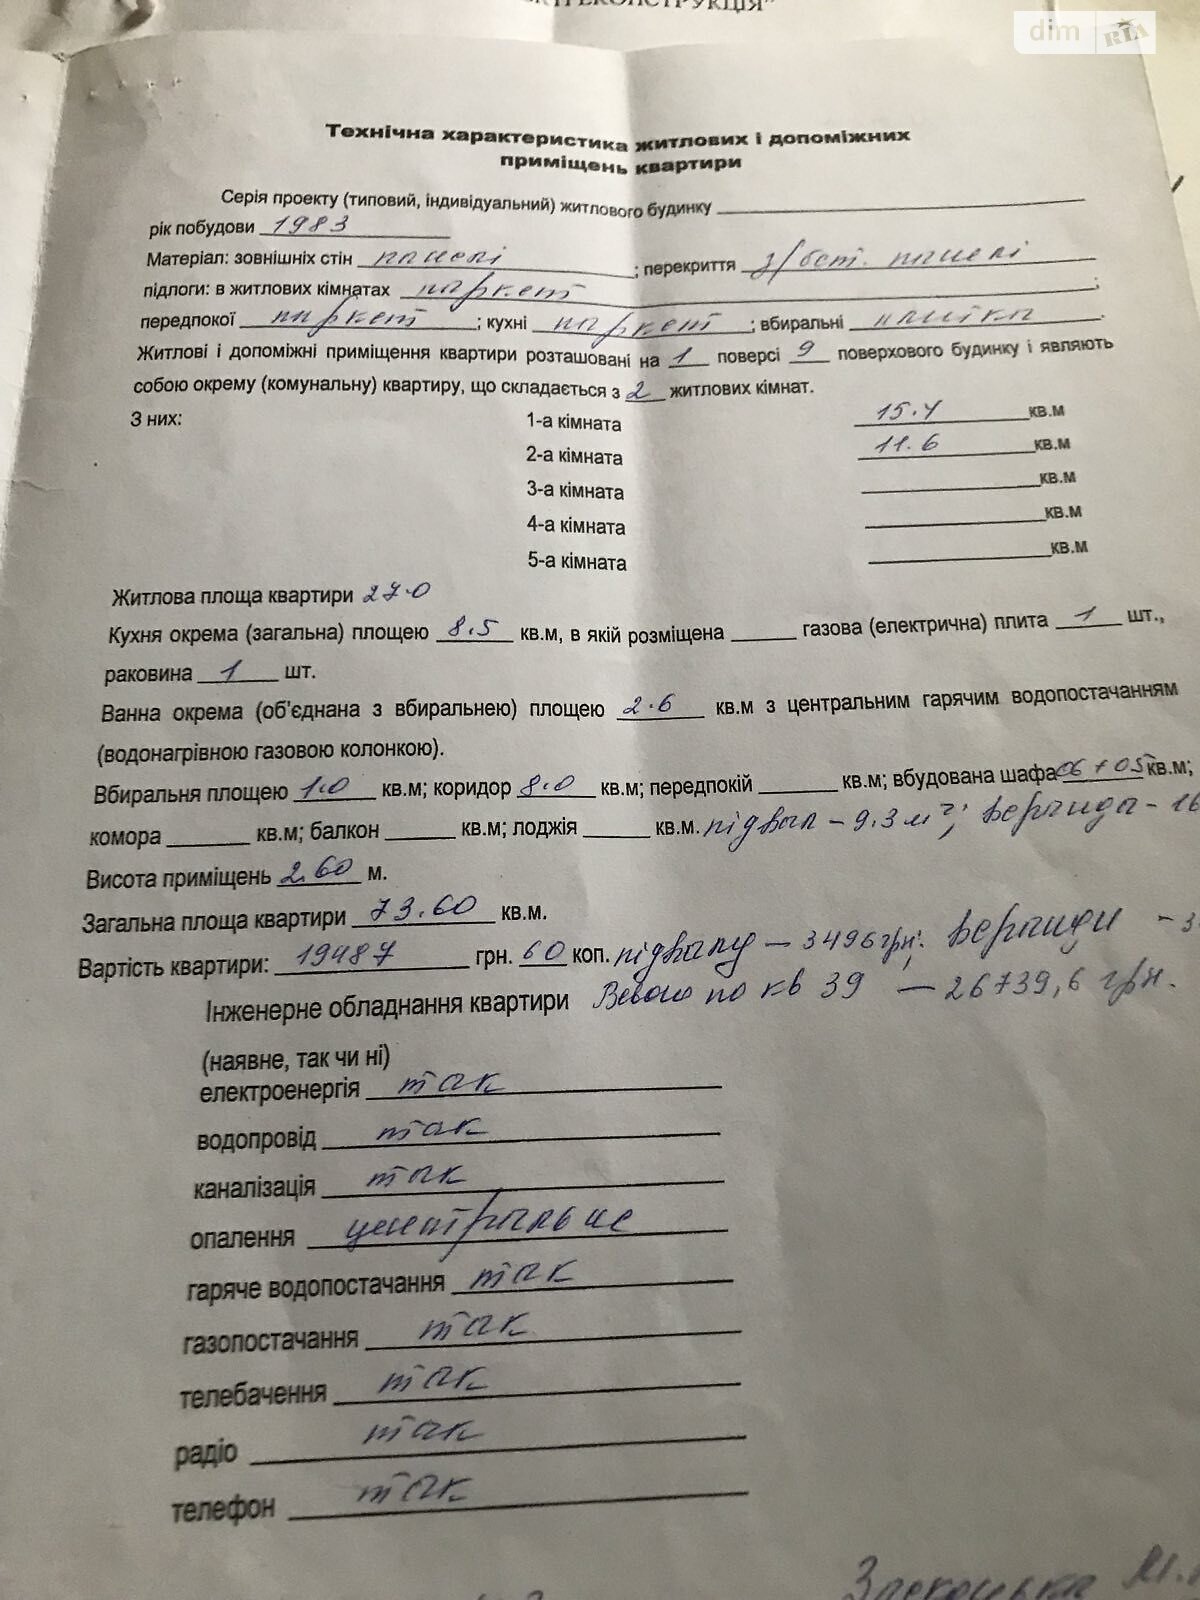 КОНСТРУКЦІЯ"
dim RIA
Технічна характеристика житлових і допоміжних
приміщень квартири
Серія проекту (типовий, індивідуальний) житлового будинку
рік побудови 1983
Матеріал: зовнішніх стін панелі ; перекриття з/бет. панелі
підлоги: в житлових кімнатах паркет ;
передпокої паркет ; кухні паркет ; вбиральні плитка .
Житлові і допоміжні приміщення квартири розташовані на 1 поверсі 9 поверхового будинку і являють
собою окрему (комунальну) квартиру, що складається з 2 житлових кімнат.
З них: 1-а кімната 15.4 кв.м
2-а кімната 11.6 кв.м
3-а кімната кв.м
4-а кімната кв.м
5-а кімната кв.м
Житлова площа квартири 27.0
Кухня окрема (загальна) площею 8.5 кв.м, в якій розміщена газова (електрична) плита 1 шт.,
раковина 1 шт.
Ванна окрема (об'єднана з вбиральнею) площею 2.6 кв.м з центральним гарячим водопостачанням
(водонагрівною газовою колонкою).
Вбиральня площею 1.0 кв.м; коридор 8.0 кв.м; передпокій кв.м; вбудована шафа 06+05 кв.м;
комора кв.м; балкон кв.м; лоджія кв.м. підвал – 9.3 м²; веранда – 16
Висота приміщень 2.60 м.
Загальна площа квартири 73.60 кв.м.
Вартість квартири: 19487 грн. 60 коп. підвалу – 3496 грн; веранди – 3
Інженерне обладнання квартири Всього по кв 39 – 26739,6 грн.
(наявне, так чи ні)
електроенергія так
водопровід так
каналізація так
опалення центральне
гаряче водопостачання так
газопостачання так
телебачення так
радіо так
телефон так